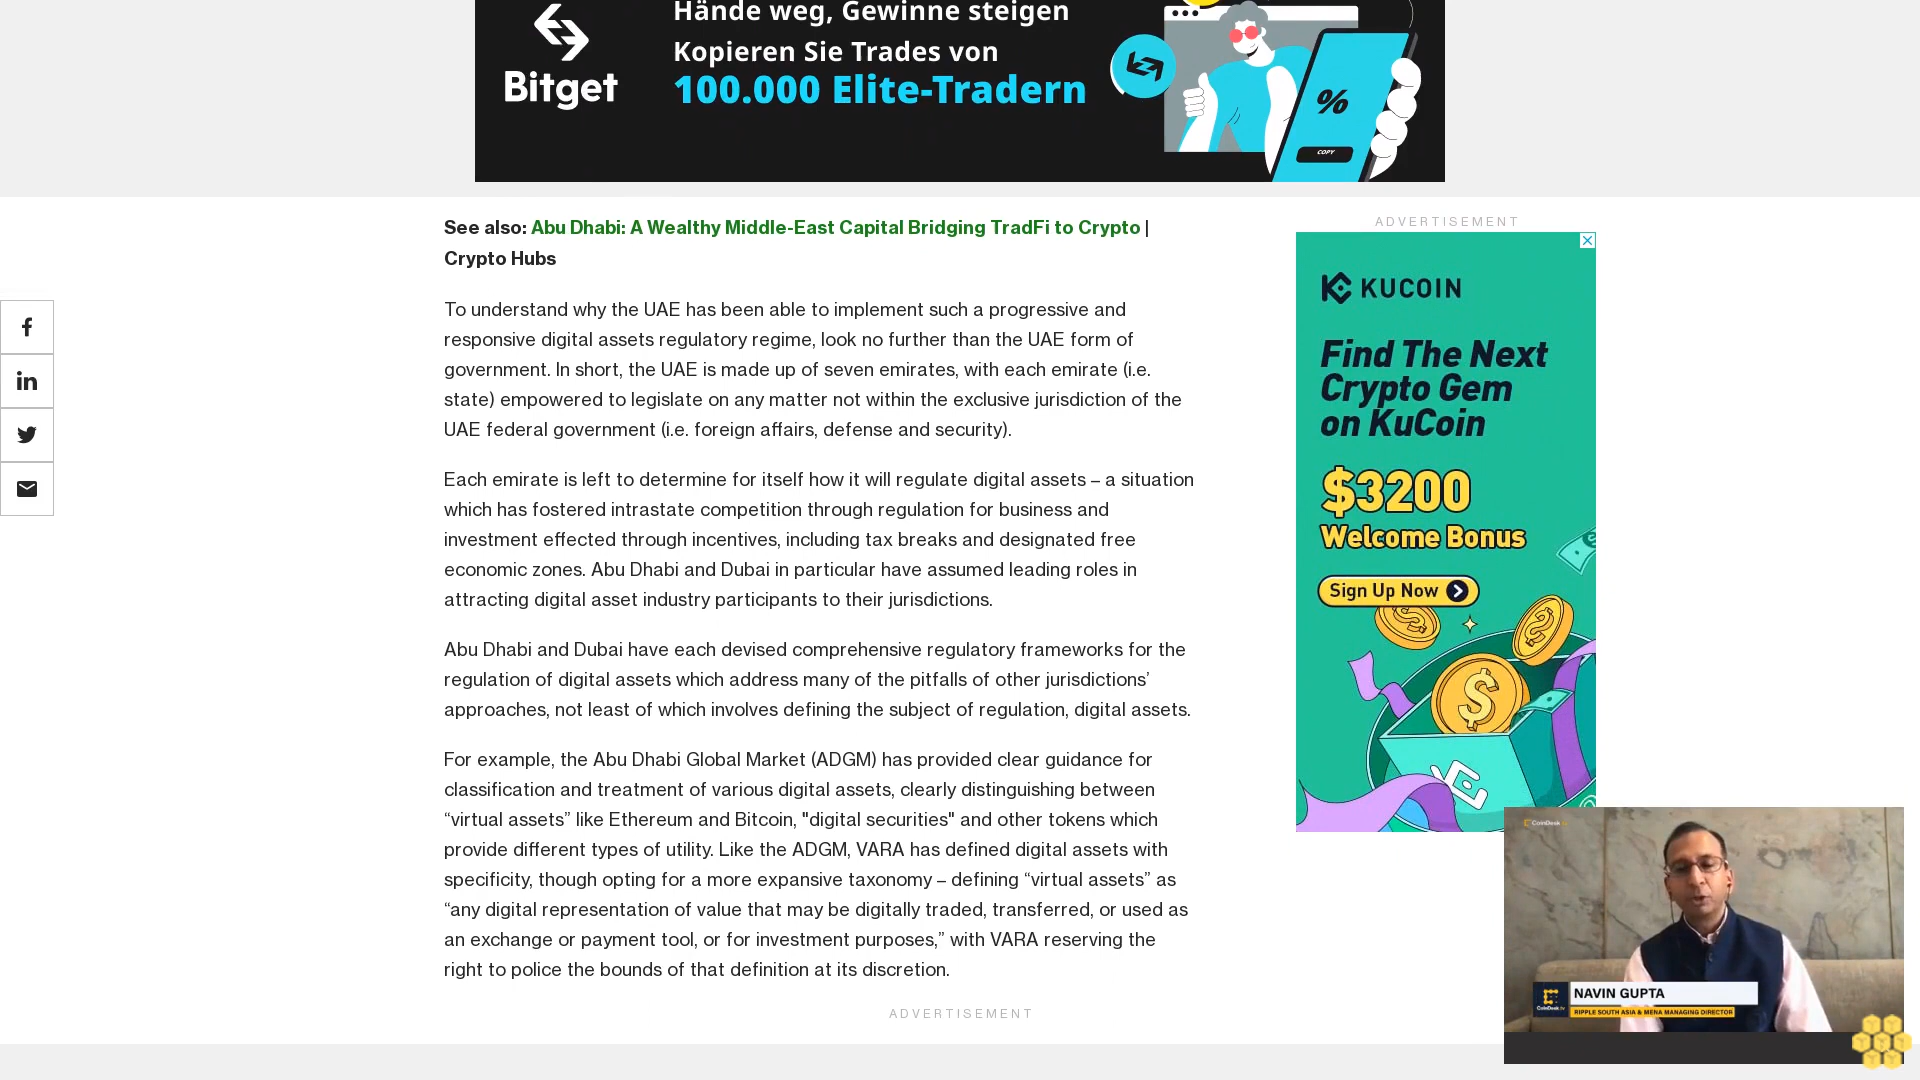 Hände weg, Gewinne steigen
Kopieren Sie Trades von
100.000 Elite-Tradern
Bitget
%
COPY
See also: Abu Dhabi: A Wealthy Middle-East Capital Bridging TradFi to Crypto |
Crypto Hubs
To understand why the UAE has been able to implement such a progressive and
responsive digital assets regulatory regime, look no further than the UAE form of
government. In short, the UAE is made up of seven emirates, with each emirate (i.e.
state) empowered to legislate on any matter not within the exclusive jurisdiction of the
UAE federal government (i.e. foreign affairs, defense and security).
Each emirate is left to determine for itself how it will regulate digital assets – a situation
which has fostered intrastate competition through regulation for business and
investment effected through incentives, including tax breaks and designated free
economic zones. Abu Dhabi and Dubai in particular have assumed leading roles in
attracting digital asset industry participants to their jurisdictions.
Abu Dhabi and Dubai have each devised comprehensive regulatory frameworks for the
regulation of digital assets which address many of the pitfalls of other jurisdictions’
approaches, not least of which involves defining the subject of regulation, digital assets.
For example, the Abu Dhabi Global Market (ADGM) has provided clear guidance for
classification and treatment of various digital assets, clearly distinguishing between
“virtual assets” like Ethereum and Bitcoin, "digital securities" and other tokens which
provide different types of utility. Like the ADGM, VARA has defined digital assets with
specificity, though opting for a more expansive taxonomy – defining “virtual assets” as
“any digital representation of value that may be digitally traded, transferred, or used as
an exchange or payment tool, or for investment purposes,” with VARA reserving the
right to police the bounds of that definition at its discretion.
ADVERTISEMENT
ADVERTISEMENT
KUCOIN
Find The Next
Crypto Gem
on KuCoin
$3200
Welcome Bonus
Sign Up Now
CoinDesk tv
NAVIN GUPTA
CoinDesk tv
RIPPLE SOUTH ASIA & MENA MANAGING DIRECTOR